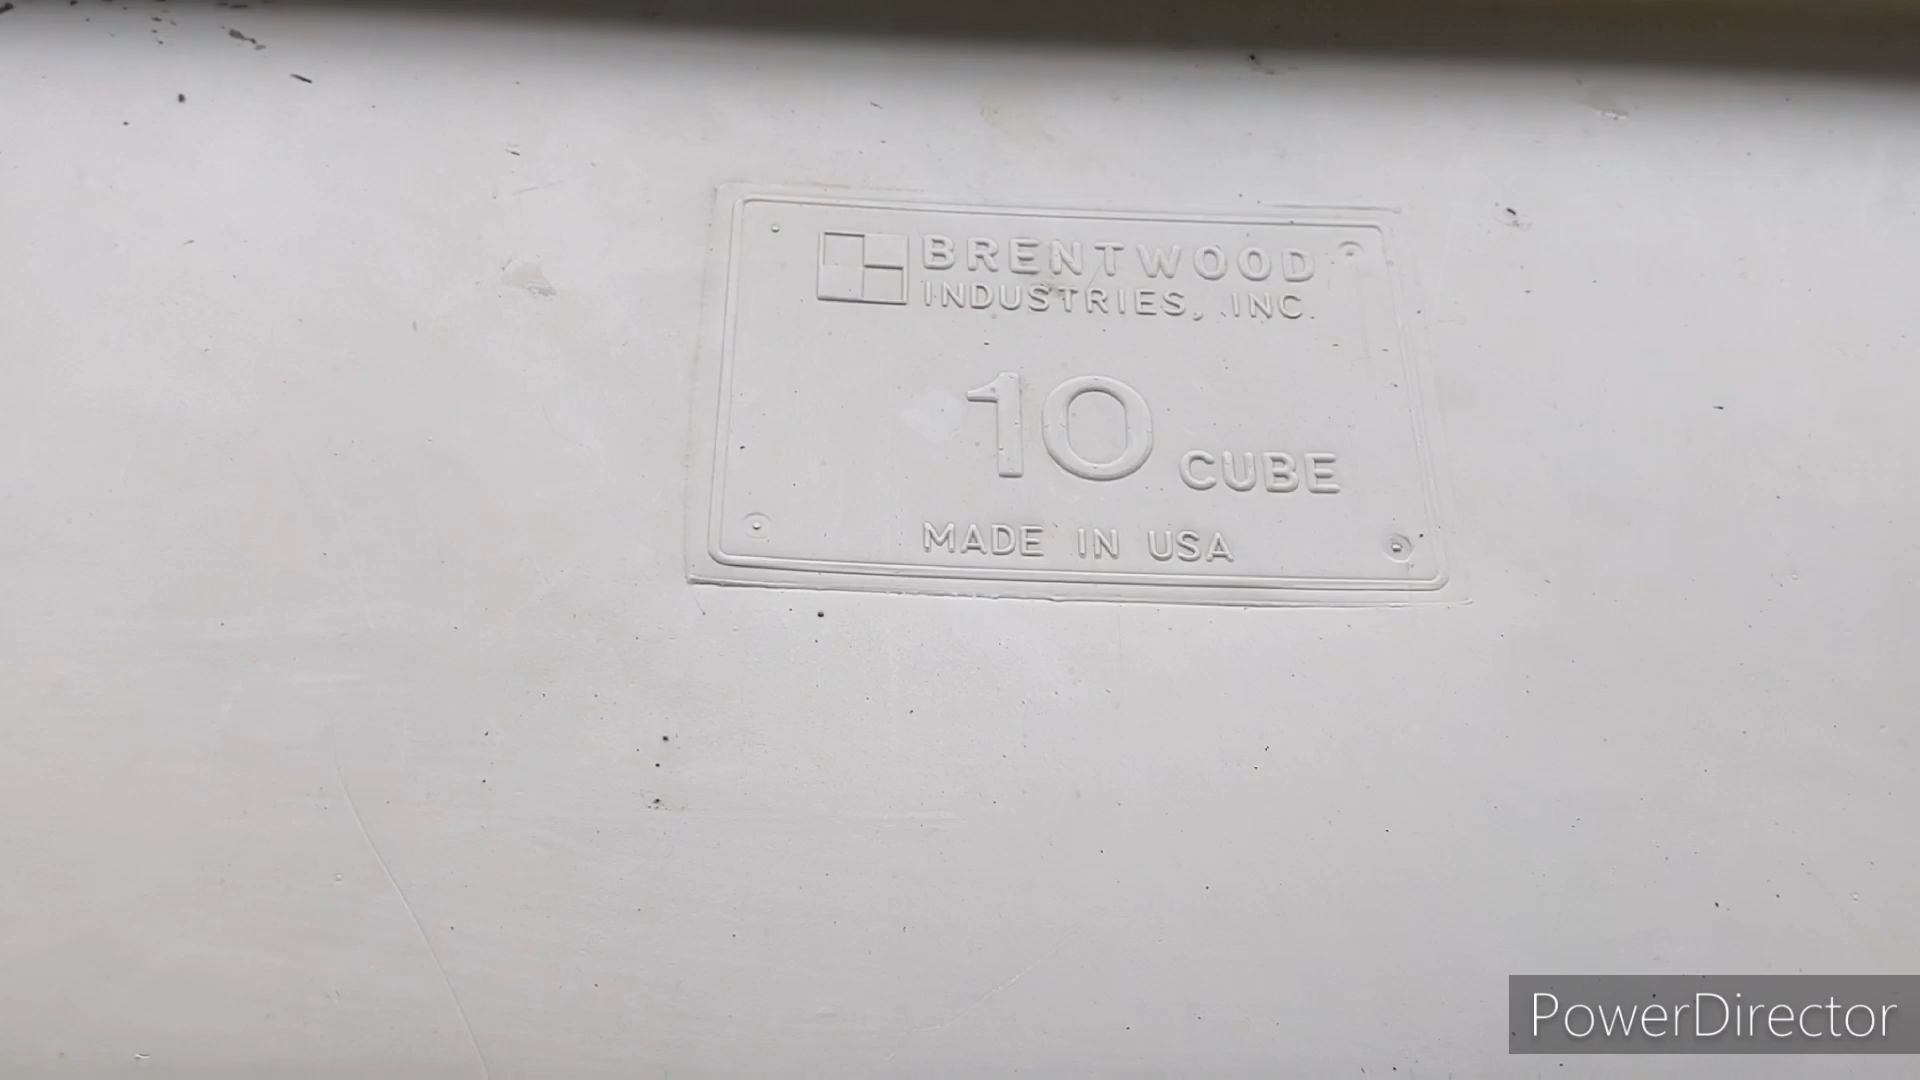 BRENTWOOD
INDUSTRIES, INC.
10 CUBE
MADE IN USA
PowerDirector